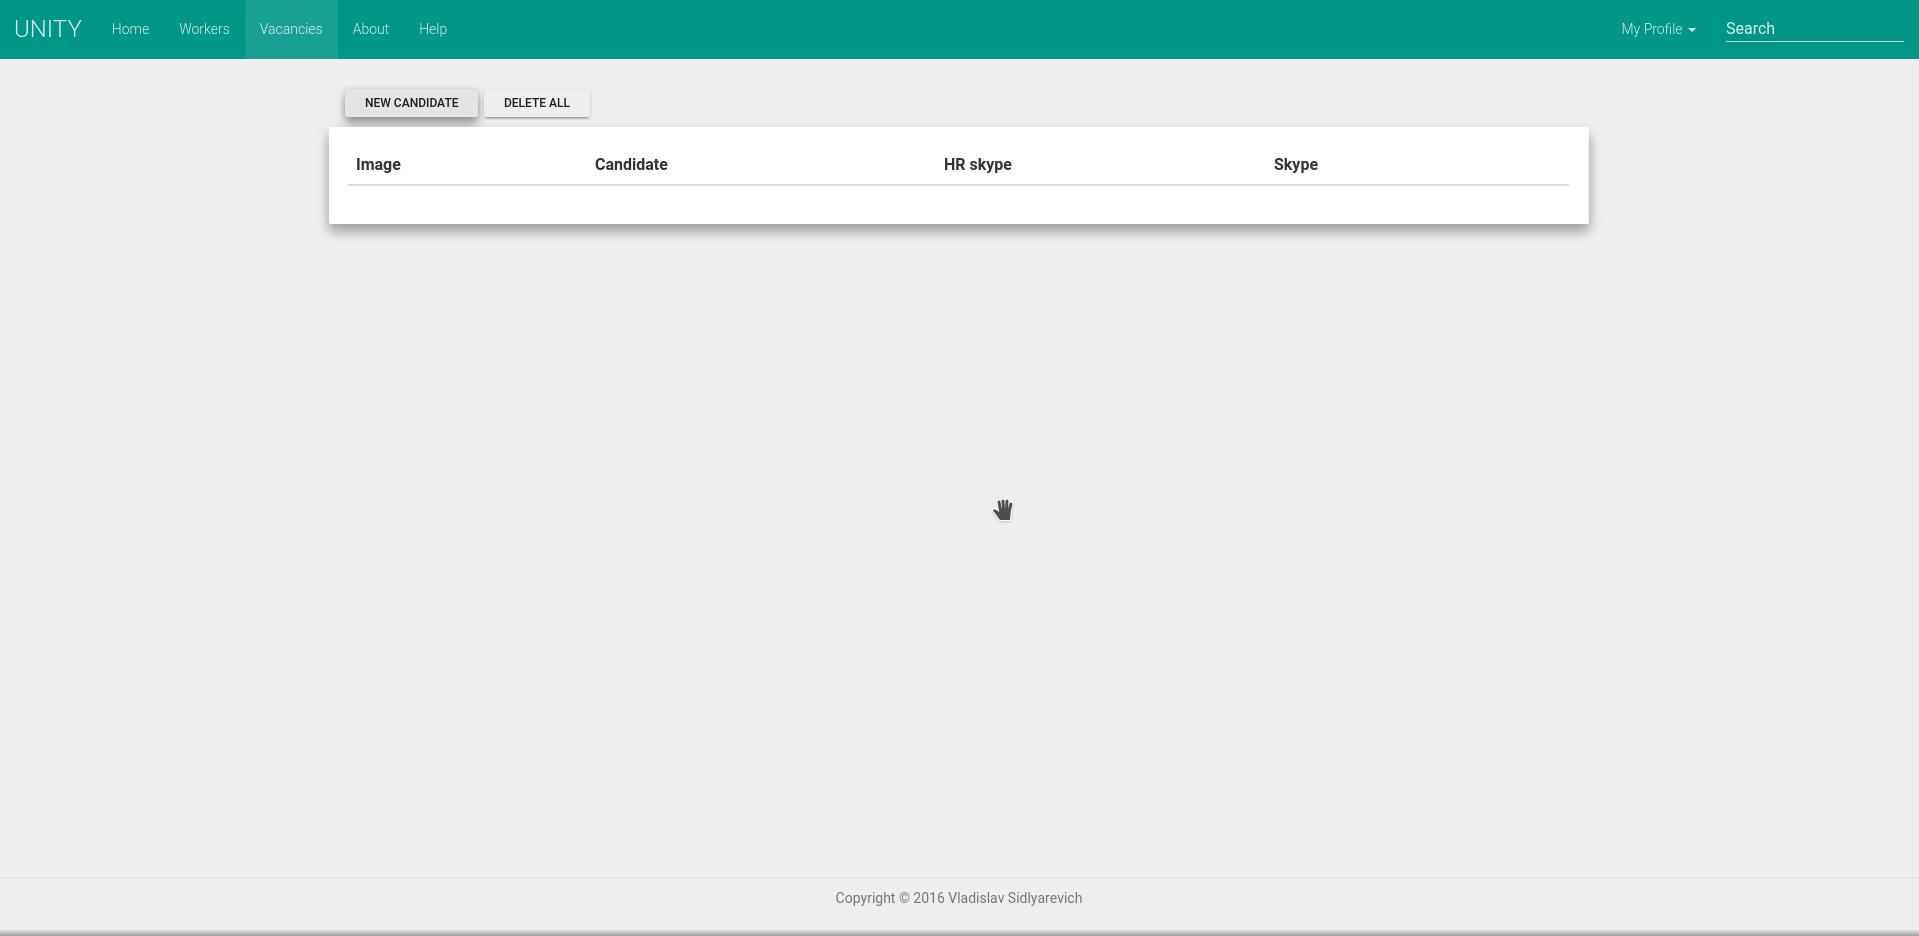 UNITY Home Workers Vacancies About Help My Profile Search
NEW CANDIDATE DELETE ALL
Image Candidate HR skype Skype
Copyright © 2016 Vladislav Sidlyarevich